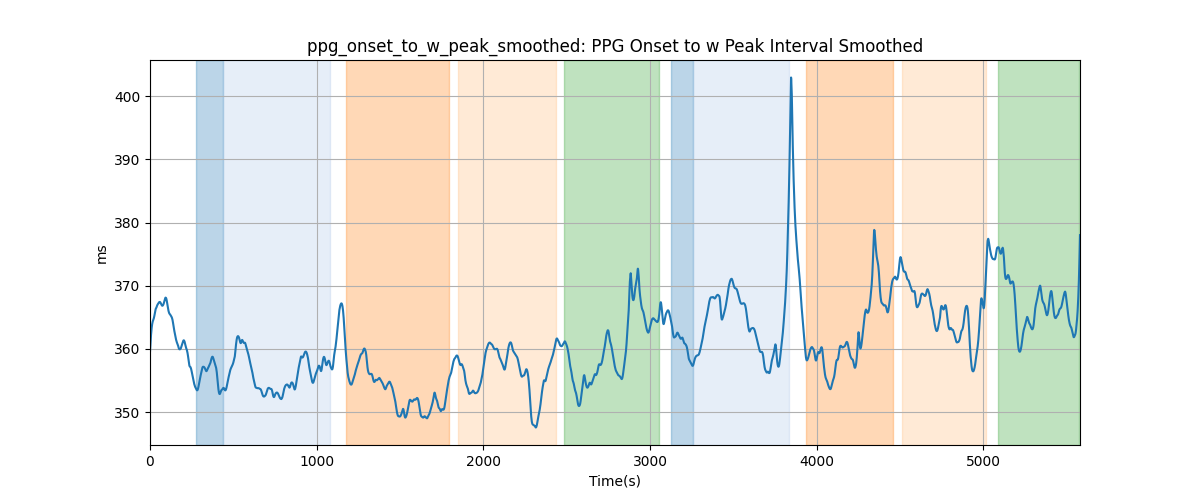 ppg_onset_to_w_peak_smoothed: PPG Onset to w Peak Interval Smoothed
400
390
380
370
360
350
ms
0 1000 2000 3000 4000 5000
Time(s)